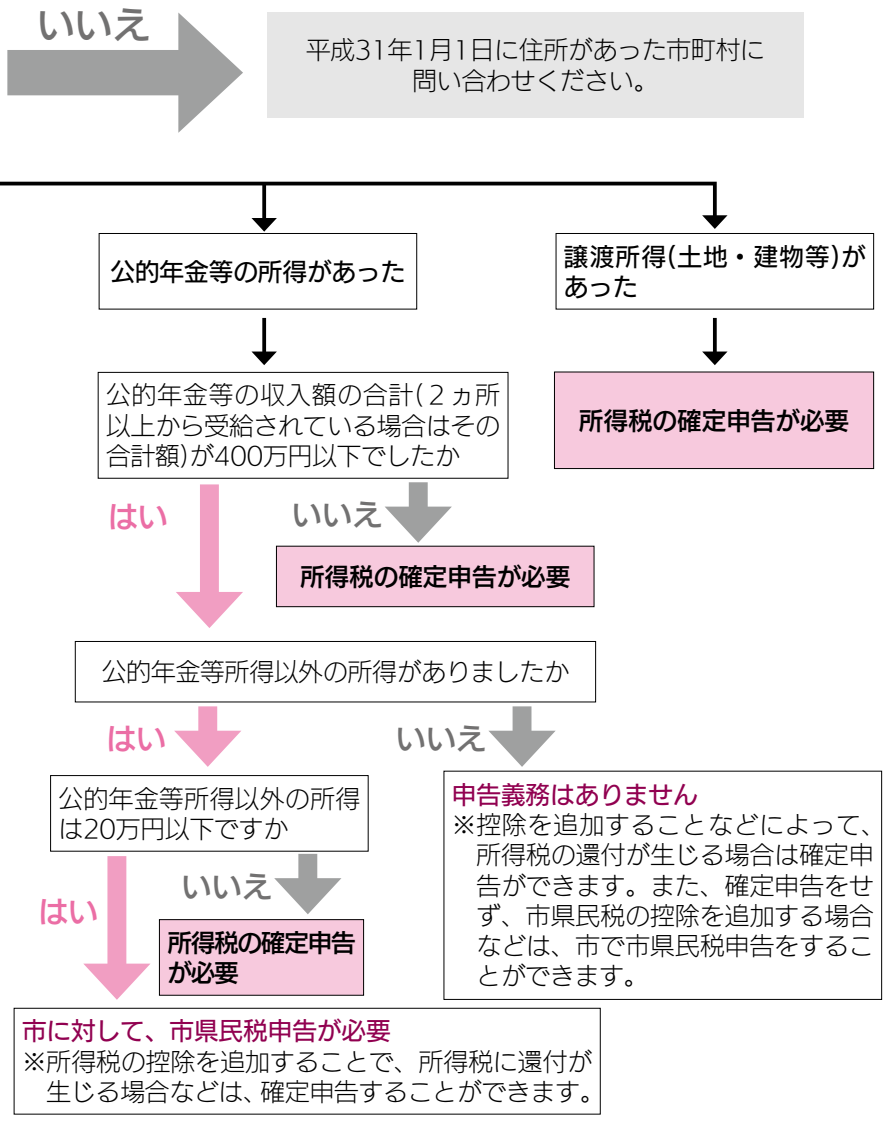 いいえ
平成31年1月1日に住所があった市町村に
問い合わせください。
公的年金等の所得があった
譲渡所得(土地・建物等)が
あった
公的年金等の収入額の合計(２ヵ所
以上から受給されている場合はその
合計額)が400万円以下でしたか
所得税の確定申告が必要
はい
いいえ
所得税の確定申告が必要
公的年金等所得以外の所得がありましたか
はい
いいえ
公的年金等所得以外の所得
は20万円以下ですか
申告義務はありません
※控除を追加することなどによって、
所得税の還付が生じる場合は確定申
告ができます。また、確定申告をせ
ず、市県民税の控除を追加する場合
などは、市で市県民税申告をするこ
とができます。
はい
いいえ
所得税の確定申告
が必要
市に対して、市県民税申告が必要
※所得税の控除を追加することで、所得税に還付が
生じる場合などは、確定申告することができます。